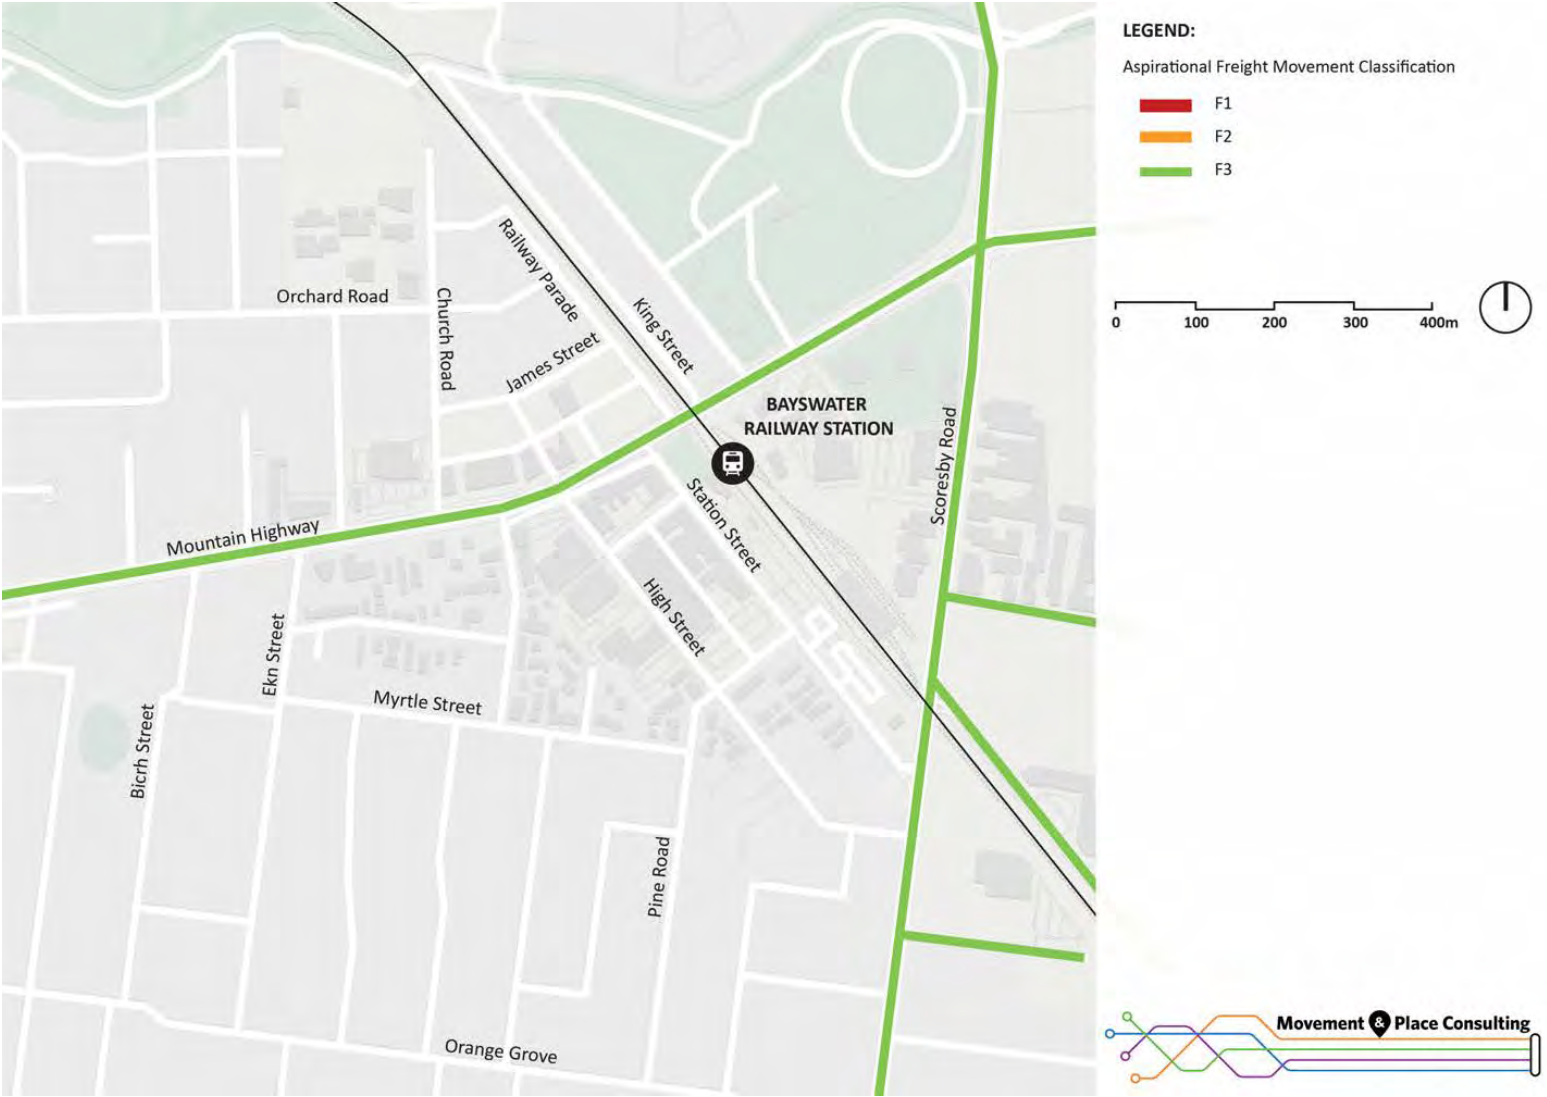 LEGEND:
Aspirational Freight Movement Classification
F1
F2
F3
0 100 200 300 400m
Railway Parade
King Street
Orchard Road
Church Road
James Street
BAYSWATER
RAILWAY STATION
Scoresby Road
Station Street
Mountain Highway
High Street
Ekn Street
Myrtle Street
Bicrh Street
Pine Road
Orange Grove
Movement & Place Consulting